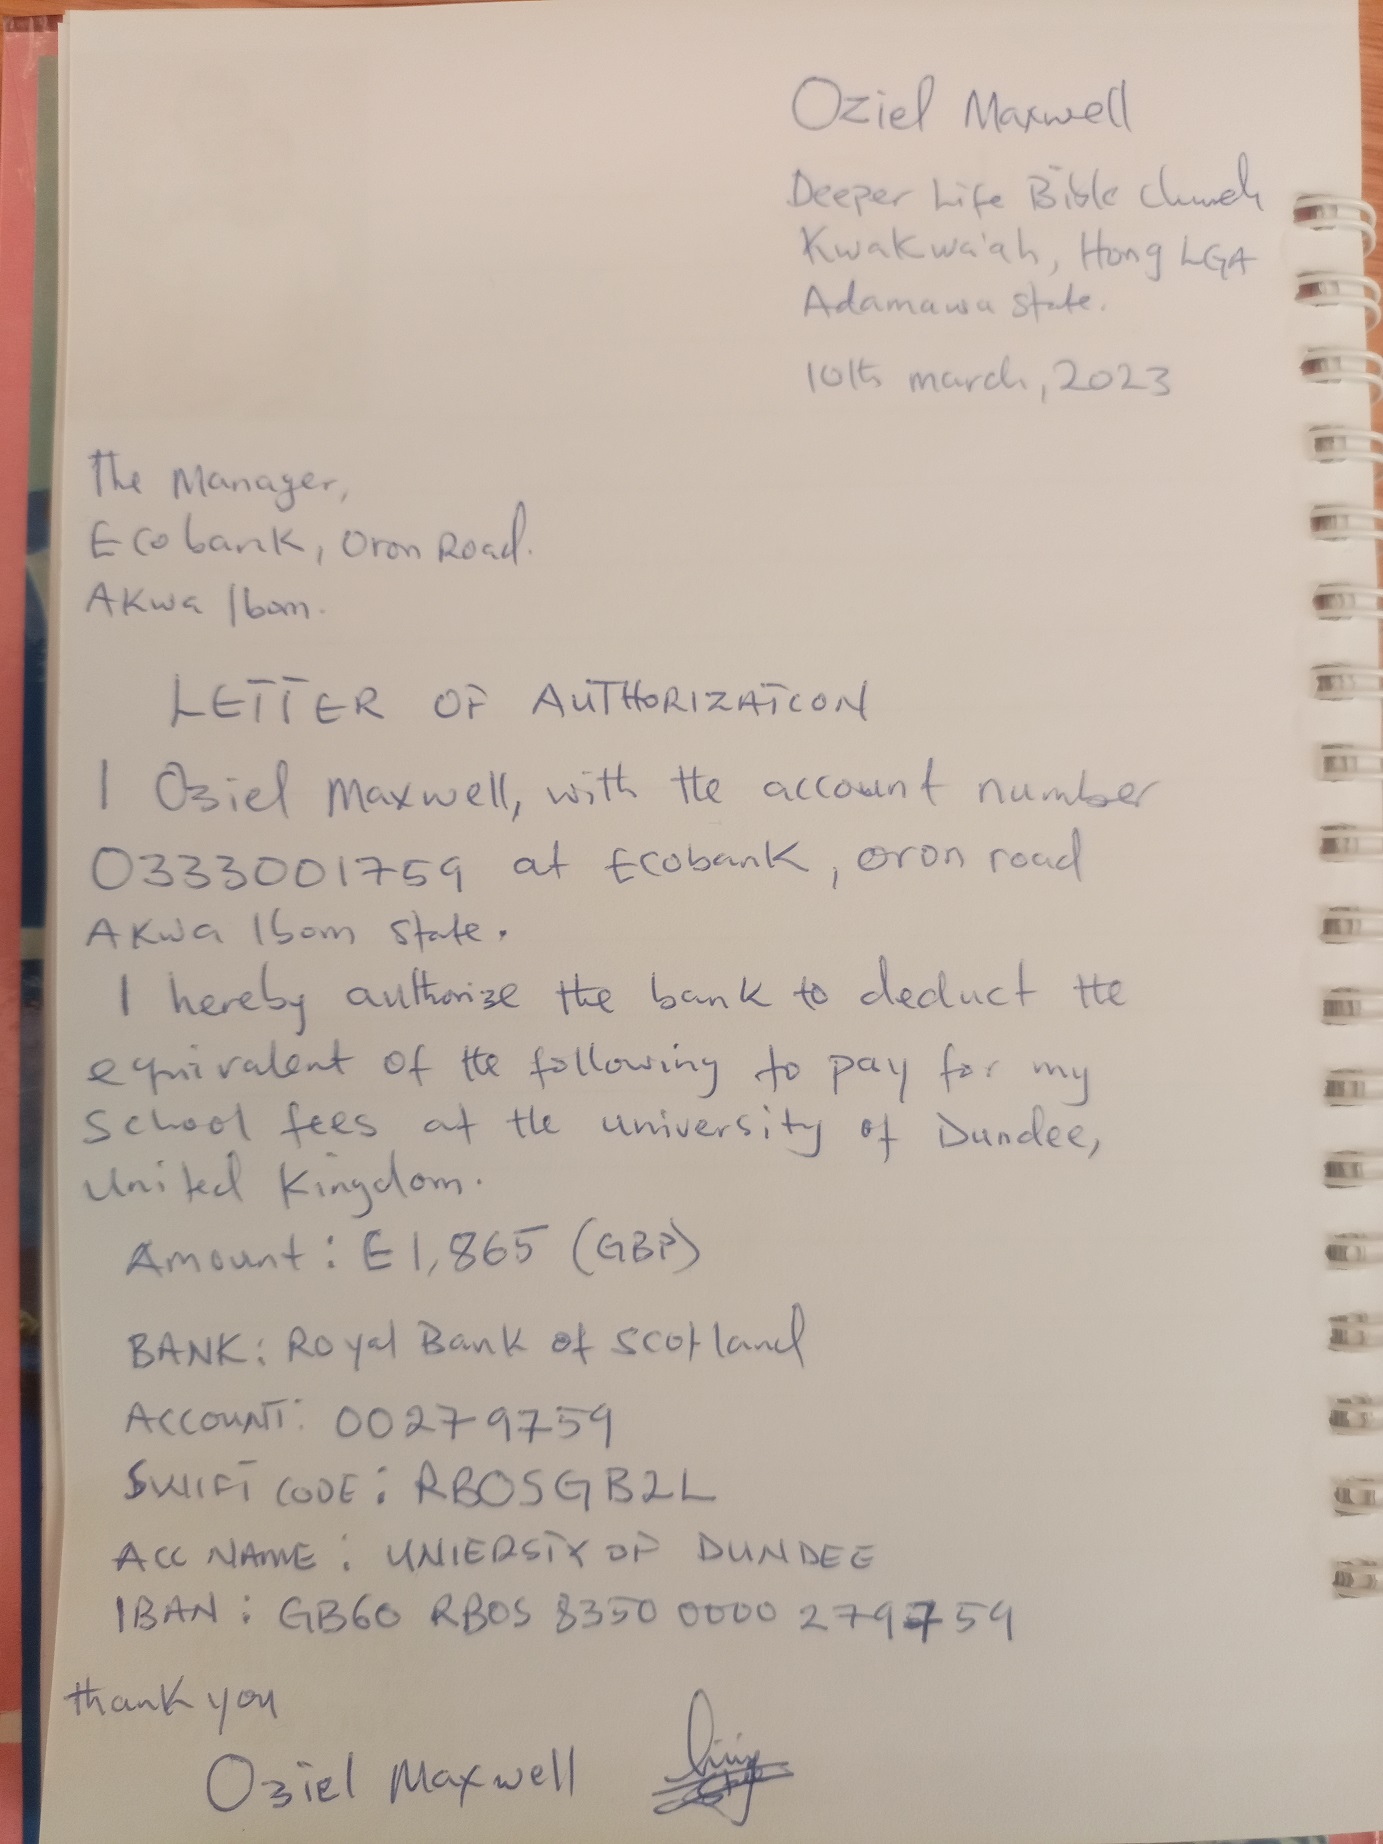 Oziel Maxwell
Deeper Life Bible Church
Kwakwa'ah, Hong LGA
Adamawa state.
10th march, 2023
The Manager,
Ecobank, Oron Road.
AKwa Ibom.
LETTER OF AUTHORIZATION
I Oziel Maxwell, with the account number
0333001759 at Ecobank, oron road
AKwa Ibom state.
I hereby authorize the bank to deduct the
equivalent of the following to pay for my
School fees at the university of Dundee,
United Kingdom.
Amount: £1,865 (GBP)
BANK: Royal Bank of Scotland
ACCOUNT: 00279759
SWIFT CODE: RBOSGB2L
ACC NAME: UNIERSITY OF DUNDEE
IBAN: GB60 RBOS 8350 0000 279759
thank you
Oziel Maxwell